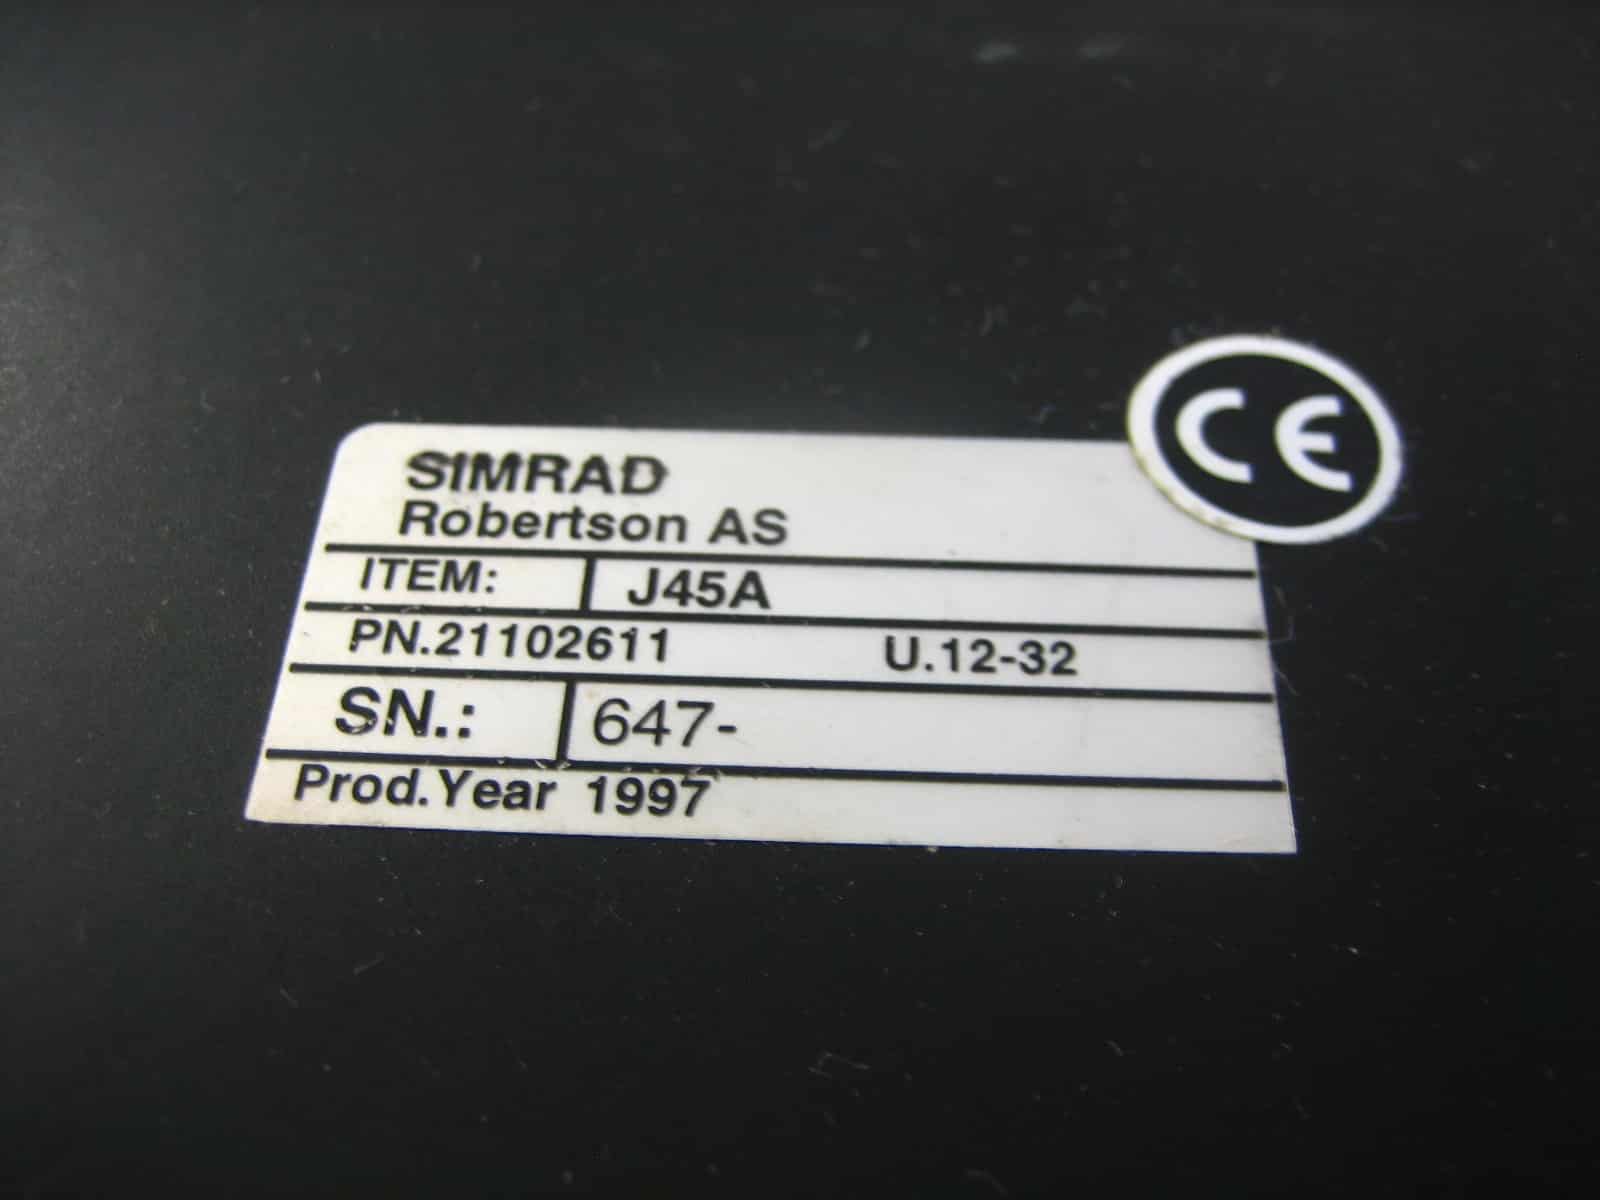 SIMRAD
Robertson AS
CE
ITEM: J45A
PN.21102611 U.12-32
SN.: 647-
Prod.Year 1997